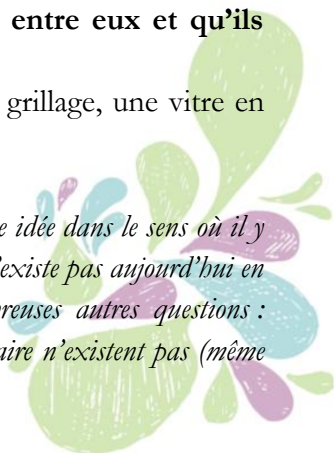 entre eux et qu’ils
grillage, une vitre en
e idée dans le sens où il y
’existe pas aujourd’hui en
breuses autres questions :
aire n’existent pas (même